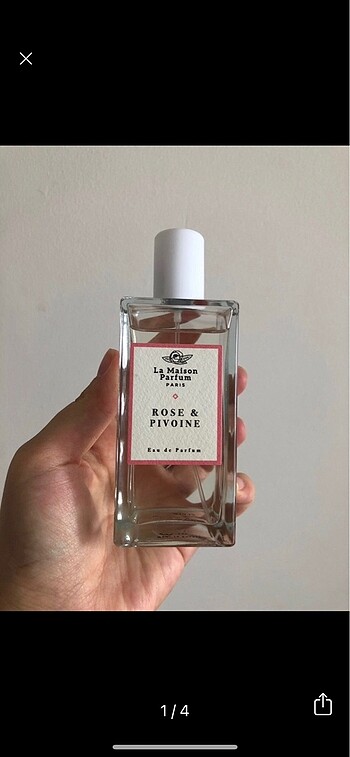 La Maison
Parfum
PARIS
ROSE &
PIVOINE
Eau de Parfum
1/4